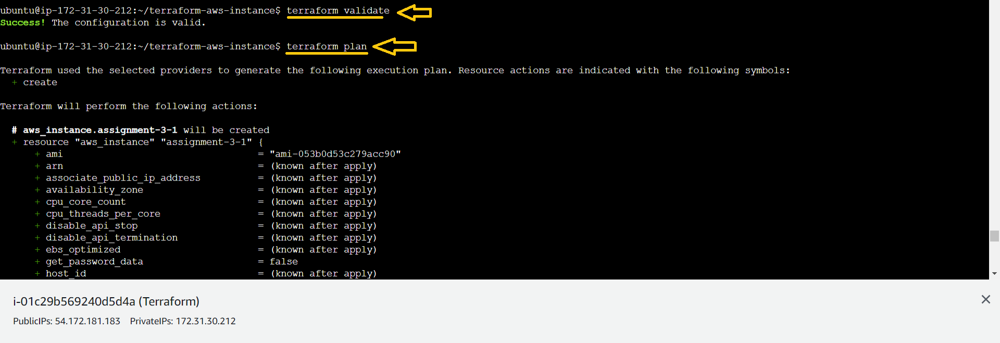 ubuntu@ip-172-31-30-212:~/terraform-aws-instance$ terraform validate
Success! The configuration is valid.
ubuntu@ip-172-31-30-212:~/terraform-aws-instance$ terraform plan
Terraform used the selected providers to generate the following execution plan. Resource actions are indicated with the following symbols:
  + create
Terraform will perform the following actions:
  # aws_instance.assignment-3-1 will be created
  + resource "aws_instance" "assignment-3-1" {
      + ami                                  = "ami-053b0d53c279acc90"
      + arn                                  = (known after apply)
      + associate_public_ip_address          = (known after apply)
      + availability_zone                    = (known after apply)
      + cpu_core_count                       = (known after apply)
      + cpu_threads_per_core                 = (known after apply)
      + disable_api_stop                     = (known after apply)
      + disable_api_termination              = (known after apply)
      + ebs_optimized                        = (known after apply)
      + get_password_data                    = false
      + host_id                              = (known after apply)
i-01c29b569240d5d4a (Terraform)
PublicIPs: 54.172.181.183 PrivateIPs: 172.31.30.212